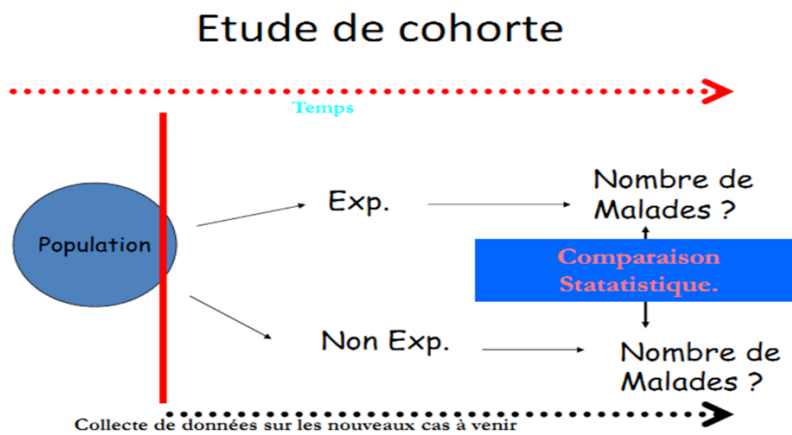 Etude de cohorte
Temps
Exp.
Nombre de
Malades ?
Population
Comparaison
Statatistique.
Non Exp.
Nombre de
Malades ?
Collecte de données sur les nouveaux cas à venir